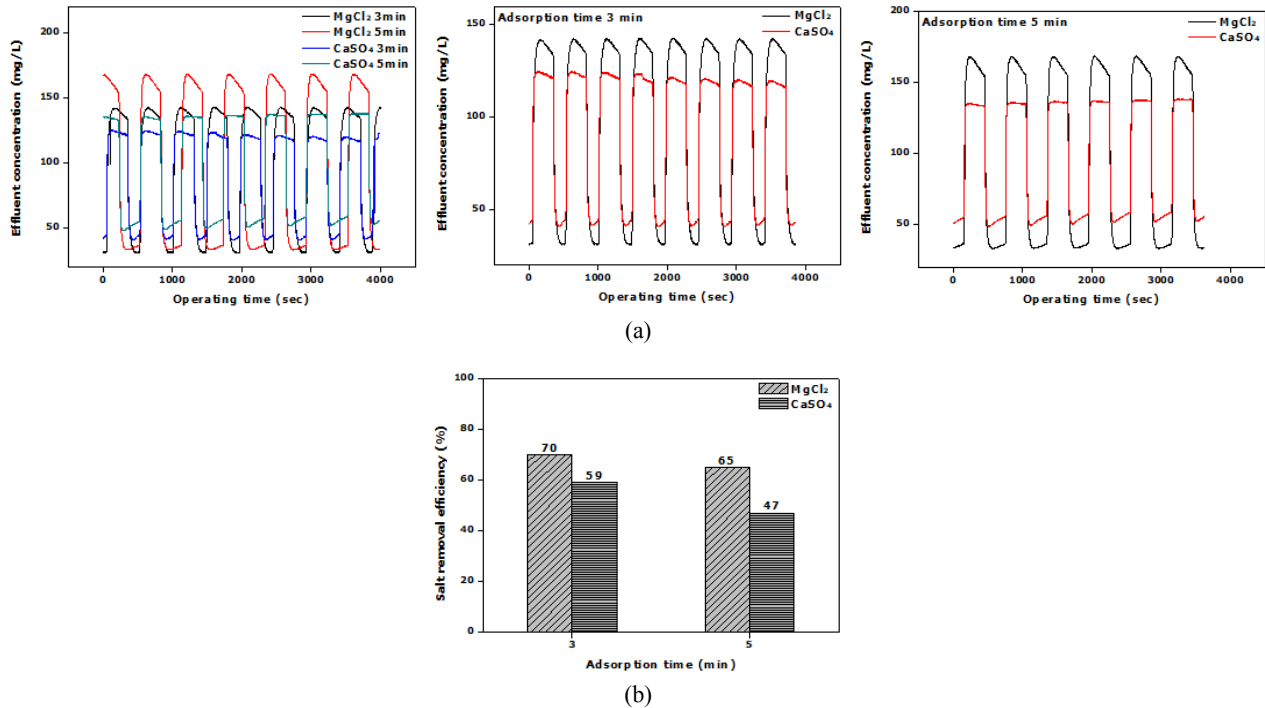 Effluent concentration (mg/L)
200
150
100
50
MgCl₂ 3min
MgCl₂ 5min
CaSO₄ 3min
CaSO₄ 5min
0 1000 2000 3000 4000
Operating time (sec)
Effluent concentration (mg/L)
150
100
50
Adsorption time 3 min
MgCl₂
CaSO₄
0 1000 2000 3000 4000
Operating time (sec)
Effluent concentration (mg/L)
200
150
100
50
Adsorption time 5 min
MgCl₂
CaSO₄
0 1000 2000 3000 4000
Operating time (sec)
(a)
Salt removal efficiency (%)
100
80
60
40
20
0
MgCl₂
CaSO₄
70
59
65
47
3 5
Adsorption time (min)
(b)